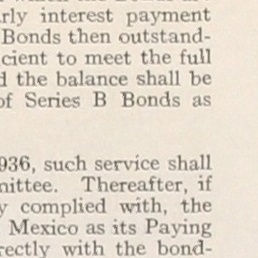 rly interest payment
Bonds then outstand-
cient to meet the full
d the balance shall be
of Series B Bonds as
936, such service shall
mittee. Thereafter, if
y complied with, the
Mexico as its Paying
rectly with the bond-